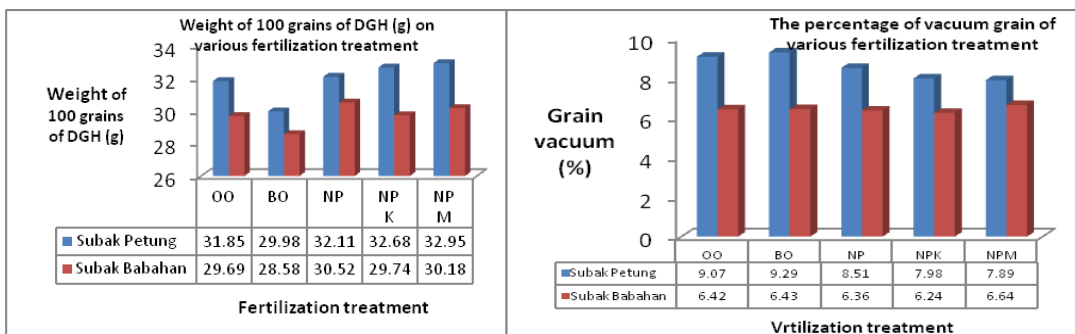 Weight of 100 grains of DGH (g) on
various fertilization treatment
34
32
30
28
26
Weight of
100 grains
of DGH (g)
OO BO NP NP K NP M
Subak Petung 31.85 29.98 32.11 32.68 32.95
Subak Babahan 29.69 28.58 30.52 29.74 30.18
Fertilization treatment
The percentage of vacuum grain of
various fertilization treatment
10
8
6
4
2
0
Grain
vacuum
(%)
OO BO NP NPK NPM
Subak Petung 9.07 9.29 8.51 7.98 7.89
Subak Babahan 6.42 6.43 6.36 6.24 6.64
Vrtilization treatment